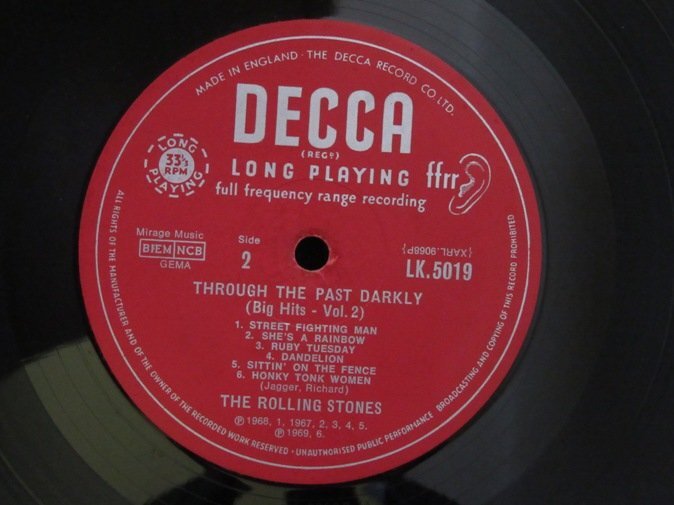 MADE IN ENGLAND · THE DECCA RECORD CO. LTD.
DECCA
(REGD)
LONG PLAYING
33⅓
RPM
LONG PLAYING ffrr
full frequency range recording
Mirage Music
BIEM NCB
GEMA
Side
2
{XARL.9068P}
LK.5019
THROUGH THE PAST DARKLY
(Big Hits - Vol. 2)
1. STREET FIGHTING MAN
2. SHE'S A RAINBOW
3. RUBY TUESDAY
4. DANDELION
5. SITTIN' ON THE FENCE
6. HONKY TONK WOMEN
(Jagger, Richard)
THE ROLLING STONES
℗ 1968, 1, 1967, 2, 3, 4, 5.
℗ 1969, 6.
ALL RIGHTS OF THE MANUFACTURER AND OF THE OWNER OF THE RECORDED WORK RESERVED · UNAUTHORISED PUBLIC PERFORMANCE BROADCASTING AND COPYING OF THIS RECORD PROHIBITED